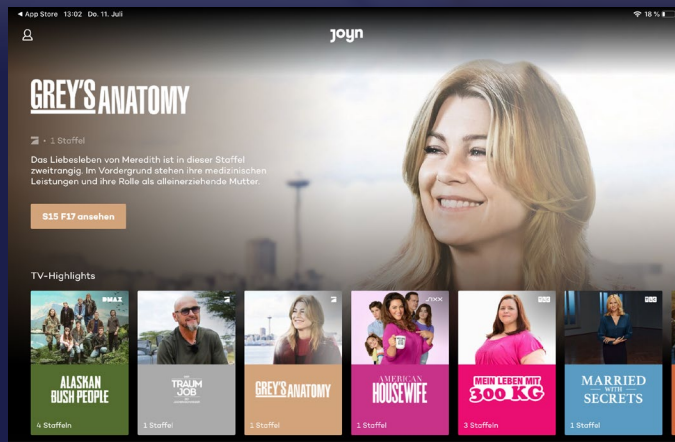 App Store 13:02 Do. 11. Juli 18 %
joyn
GREY'S ANATOMY
• 1 Staffel
Das Liebesleben von Meredith ist in dieser Staffel
zweitrangig. Im Vordergrund stehen ihre medizinischen
Leistungen und ihre Rolle als alleinerziehende Mutter.
S15 F17 ansehen
TV-Highlights
DMAX
sixx
TLC
TLC
ALASKAN
BUSH PEOPLE
TRAUM
JOB
GREY'S ANATOMY
AMERICAN
HOUSEWIFE
MEIN LEBEN MIT
300 KG
MARRIED
WITH
SECRETS
4 Staffeln
1 Staffel
1 Staffel
1 Staffel
3 Staffeln
1 Staffel